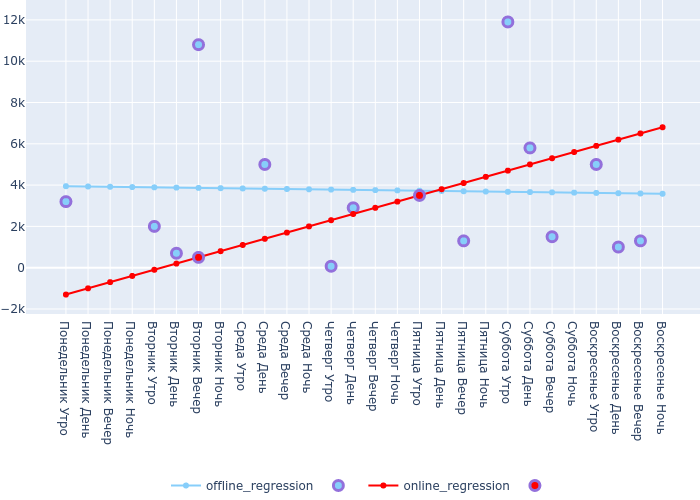 12k
10k
8k
6k
4k
2k
0
−2k
Понедельник Утро
Понедельник День
Понедельник Вечер
Понедельник Ночь
Вторник Утро
Вторник День
Вторник Вечер
Вторник Ночь
Среда Утро
Среда День
Среда Вечер
Среда Ночь
Четверг Утро
Четверг День
Четверг Вечер
Четверг Ночь
Пятница Утро
Пятница День
Пятница Вечер
Пятница Ночь
Суббота Утро
Суббота День
Суббота Вечер
Суббота Ночь
Воскресенье Утро
Воскресенье День
Воскресенье Вечер
Воскресенье Ночь
offline_regression online_regression